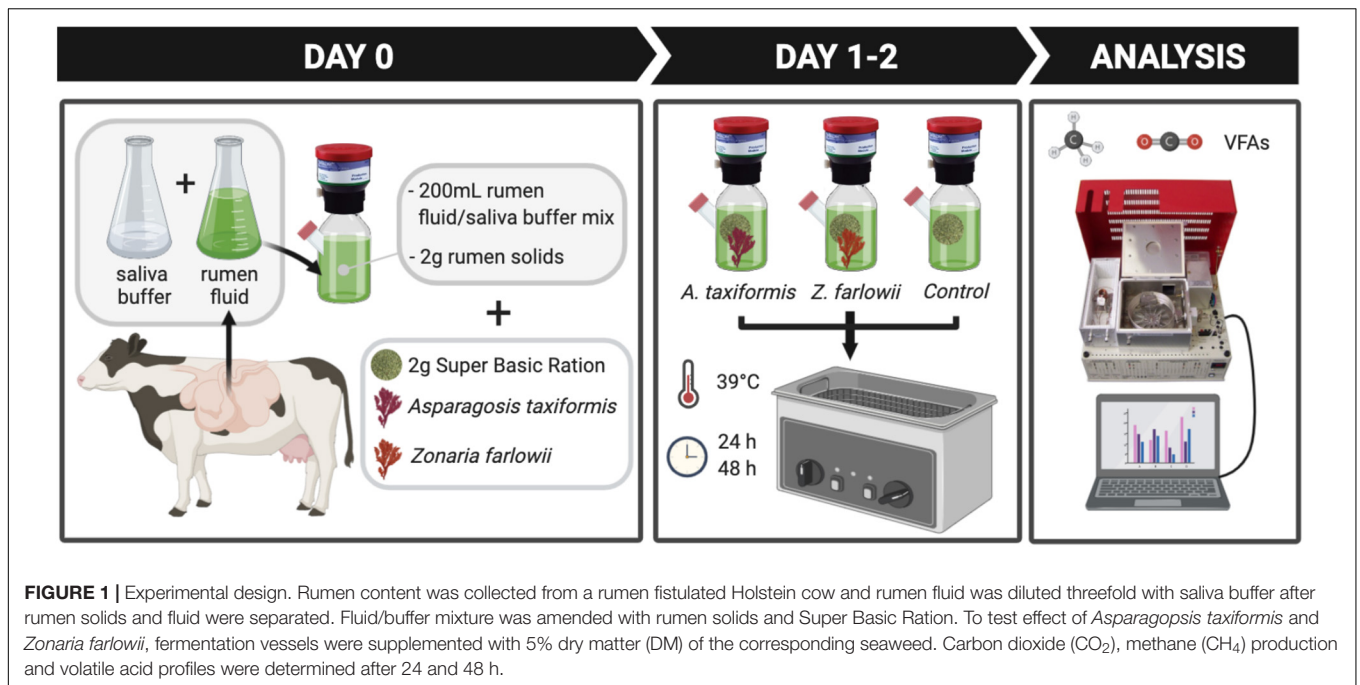 DAY 0
DAY 1-2
ANALYSIS
saliva
buffer
+
rumen
fluid
- 200mL rumen
fluid/saliva buffer mix
- 2g rumen solids
+
2g Super Basic Ration
Asparagosis taxiformis
Zonaria farlowii
A. taxiformis
Z. farlowii
Control
39°C
24 h
48 h
H
H
C
H
H
O
C
O
VFAs
FIGURE 1 | Experimental design. Rumen content was collected from a rumen fistulated Holstein cow and rumen fluid was diluted threefold with saliva buffer after
rumen solids and fluid were separated. Fluid/buffer mixture was amended with rumen solids and Super Basic Ration. To test effect of Asparagopsis taxiformis and
Zonaria farlowii, fermentation vessels were supplemented with 5% dry matter (DM) of the corresponding seaweed. Carbon dioxide (CO₂), methane (CH₄) production
and volatile acid profiles were determined after 24 and 48 h.